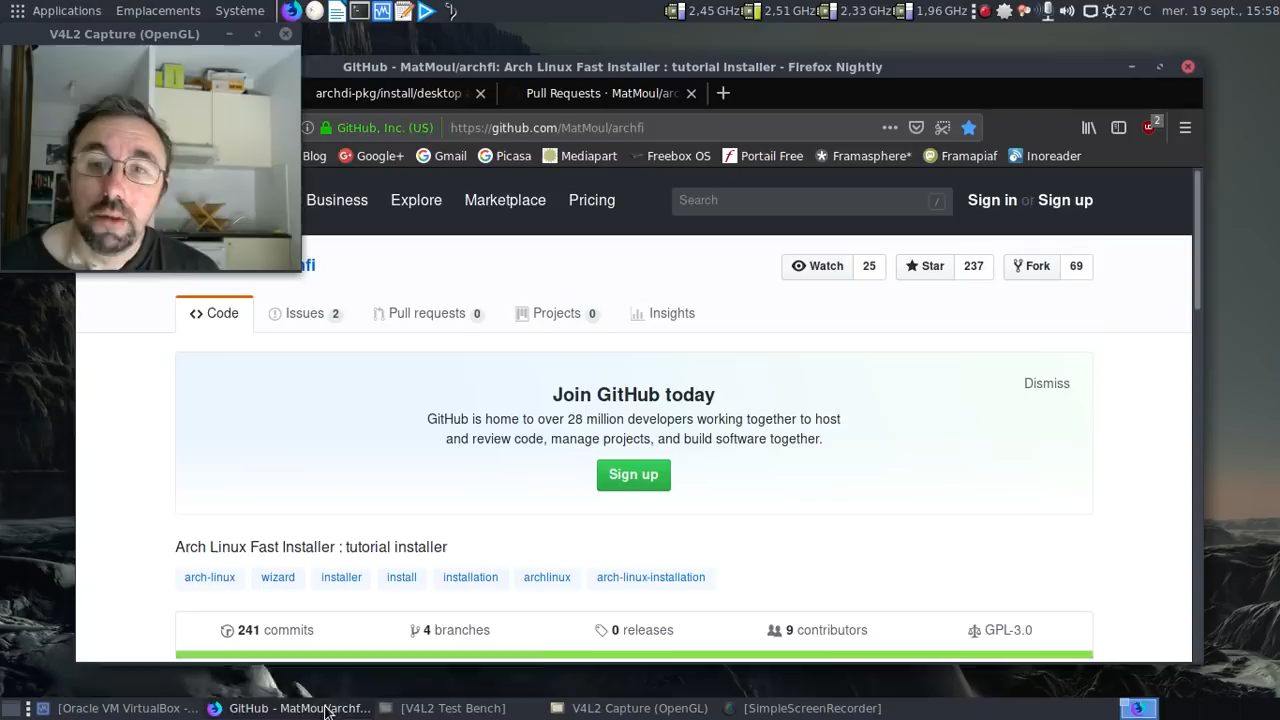 Applications Emplacements Système 2,45 GHz 2,51 GHz 2,33 GHz 1,96 GHz 27 °C mer. 19 sept., 15:58
V4L2 Capture (OpenGL)
GitHub - MatMoul/archfi: Arch Linux Fast Installer : tutorial installer - Firefox Nightly
archdi-pkg/install/desktop Pull Requests · MatMoul/arc
GitHub, Inc. (US) https://github.com/MatMoul/archfi 2
Blog Google+ Gmail Picasa Mediapart Freebox OS Portail Free Framasphere* Framapiaf Inoreader
Business Explore Marketplace Pricing Search / Sign in or Sign up
hfi Watch 25 Star 237 Fork 69
Code Issues 2 Pull requests 0 Projects 0 Insights
Dismiss
Join GitHub today
GitHub is home to over 28 million developers working together to host
and review code, manage projects, and build software together.
Sign up
Arch Linux Fast Installer : tutorial installer
arch-linux wizard installer install installation archlinux arch-linux-installation
241 commits 4 branches 0 releases 9 contributors GPL-3.0
[Oracle VM VirtualBox -... GitHub - MatMoul/archf... [V4L2 Test Bench] V4L2 Capture (OpenGL) [SimpleScreenRecorder]